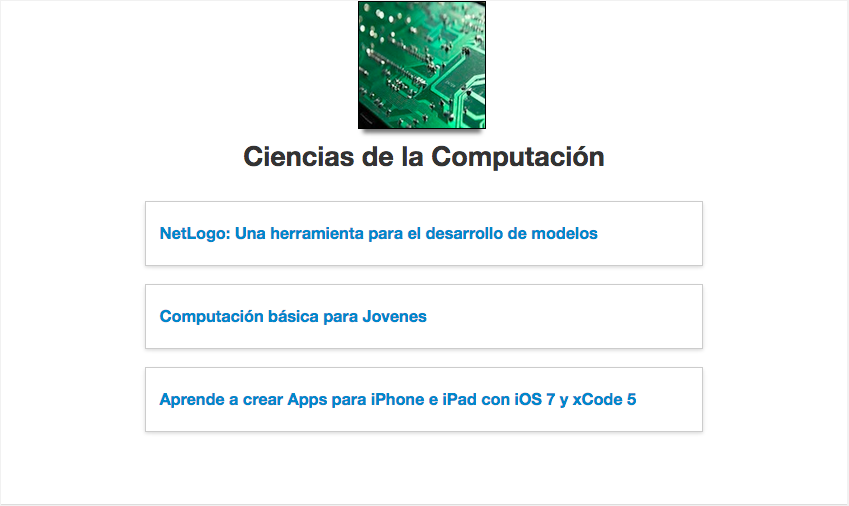 Ciencias de la Computación
NetLogo: Una herramienta para el desarrollo de modelos
Computación básica para Jovenes
Aprende a crear Apps para iPhone e iPad con iOS 7 y xCode 5